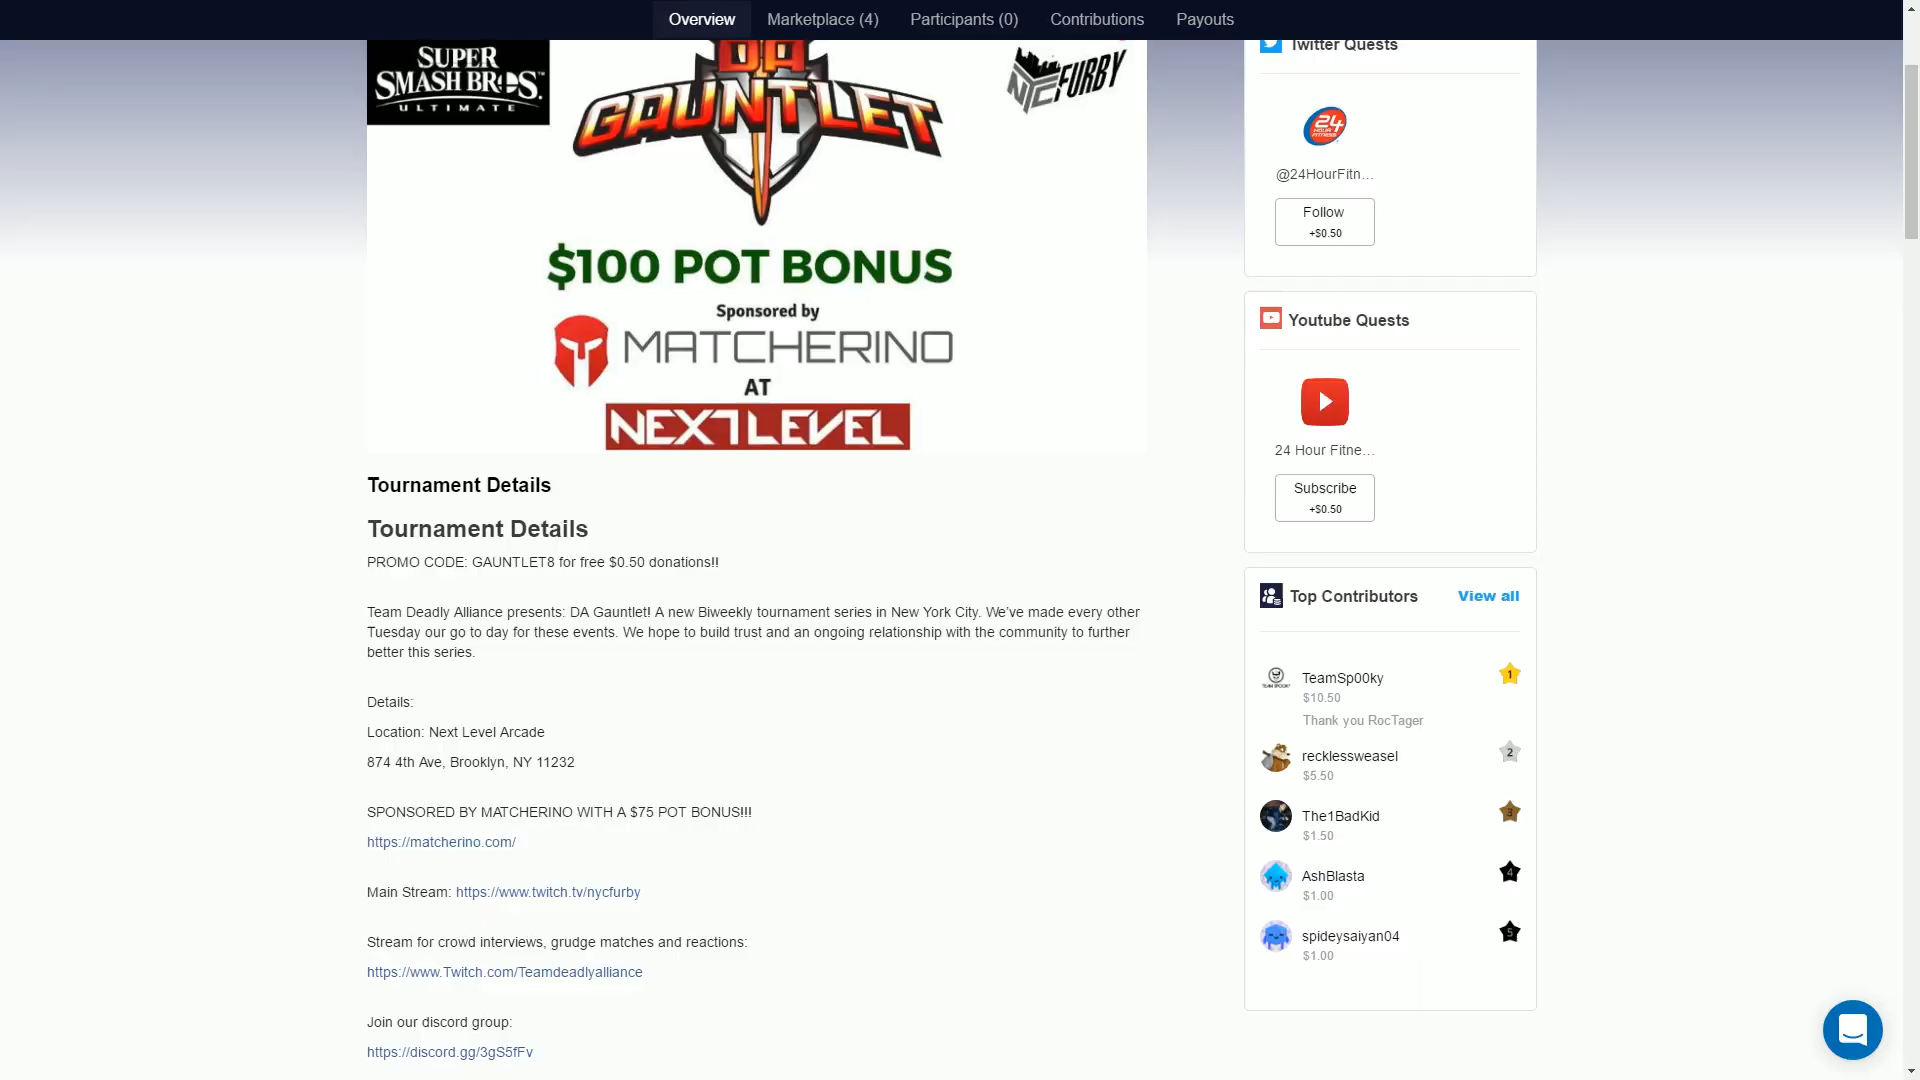 Overview Marketplace (4) Participants (0) Contributions Payouts
SUPER
SMASH BROS.
ULTIMATE
DA
GAUNTLET
NYC FURBY
$100 POT BONUS
Sponsored by
MATCHERINO
AT
NEXT LEVEL
Tournament Details
Tournament Details
PROMO CODE: GAUNTLET8 for free $0.50 donations!!
Team Deadly Alliance presents: DA Gauntlet! A new Biweekly tournament series in New York City. We've made every other
Tuesday our go to day for these events. We hope to build trust and an ongoing relationship with the community to further
better this series.
Details:
Location: Next Level Arcade
874 4th Ave, Brooklyn, NY 11232
SPONSORED BY MATCHERINO WITH A $75 POT BONUS!!!
https://matcherino.com/
Main Stream: https://www.twitch.tv/nycfurby
Stream for crowd interviews, grudge matches and reactions:
https://www.Twitch.com/Teamdeadlyalliance
Join our discord group:
https://discord.gg/3gS5fFv
Twitter Quests
24
HOUR
FITNESS
@24HourFitn...
Follow
+$0.50
Youtube Quests
24 Hour Fitne...
Subscribe
+$0.50
Top Contributors View all
TeamSp00ky 1
$10.50
Thank you RocTager
recklessweasel 2
$5.50
The1BadKid 3
$1.50
AshBlasta 4
$1.00
spideysaiyan04 5
$1.00